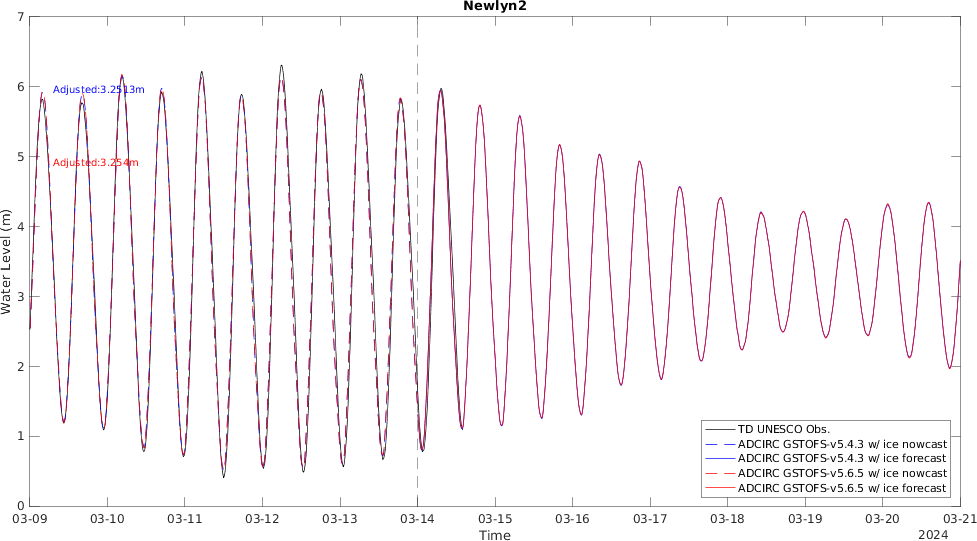 Newlyn2
7
6
5
4
3
2
1
0
Water Level (m)
Adjusted:3.2513m
Adjusted:3.254m
TD UNESCO Obs.
ADCIRC GSTOFS-v5.4.3 w/ ice nowcast
ADCIRC GSTOFS-v5.4.3 w/ ice forecast
ADCIRC GSTOFS-v5.6.5 w/ ice nowcast
ADCIRC GSTOFS-v5.6.5 w/ ice forecast
03-09 03-10 03-11 03-12 03-13 03-14 03-15 03-16 03-17 03-18 03-19 03-20 03-21
Time
2024